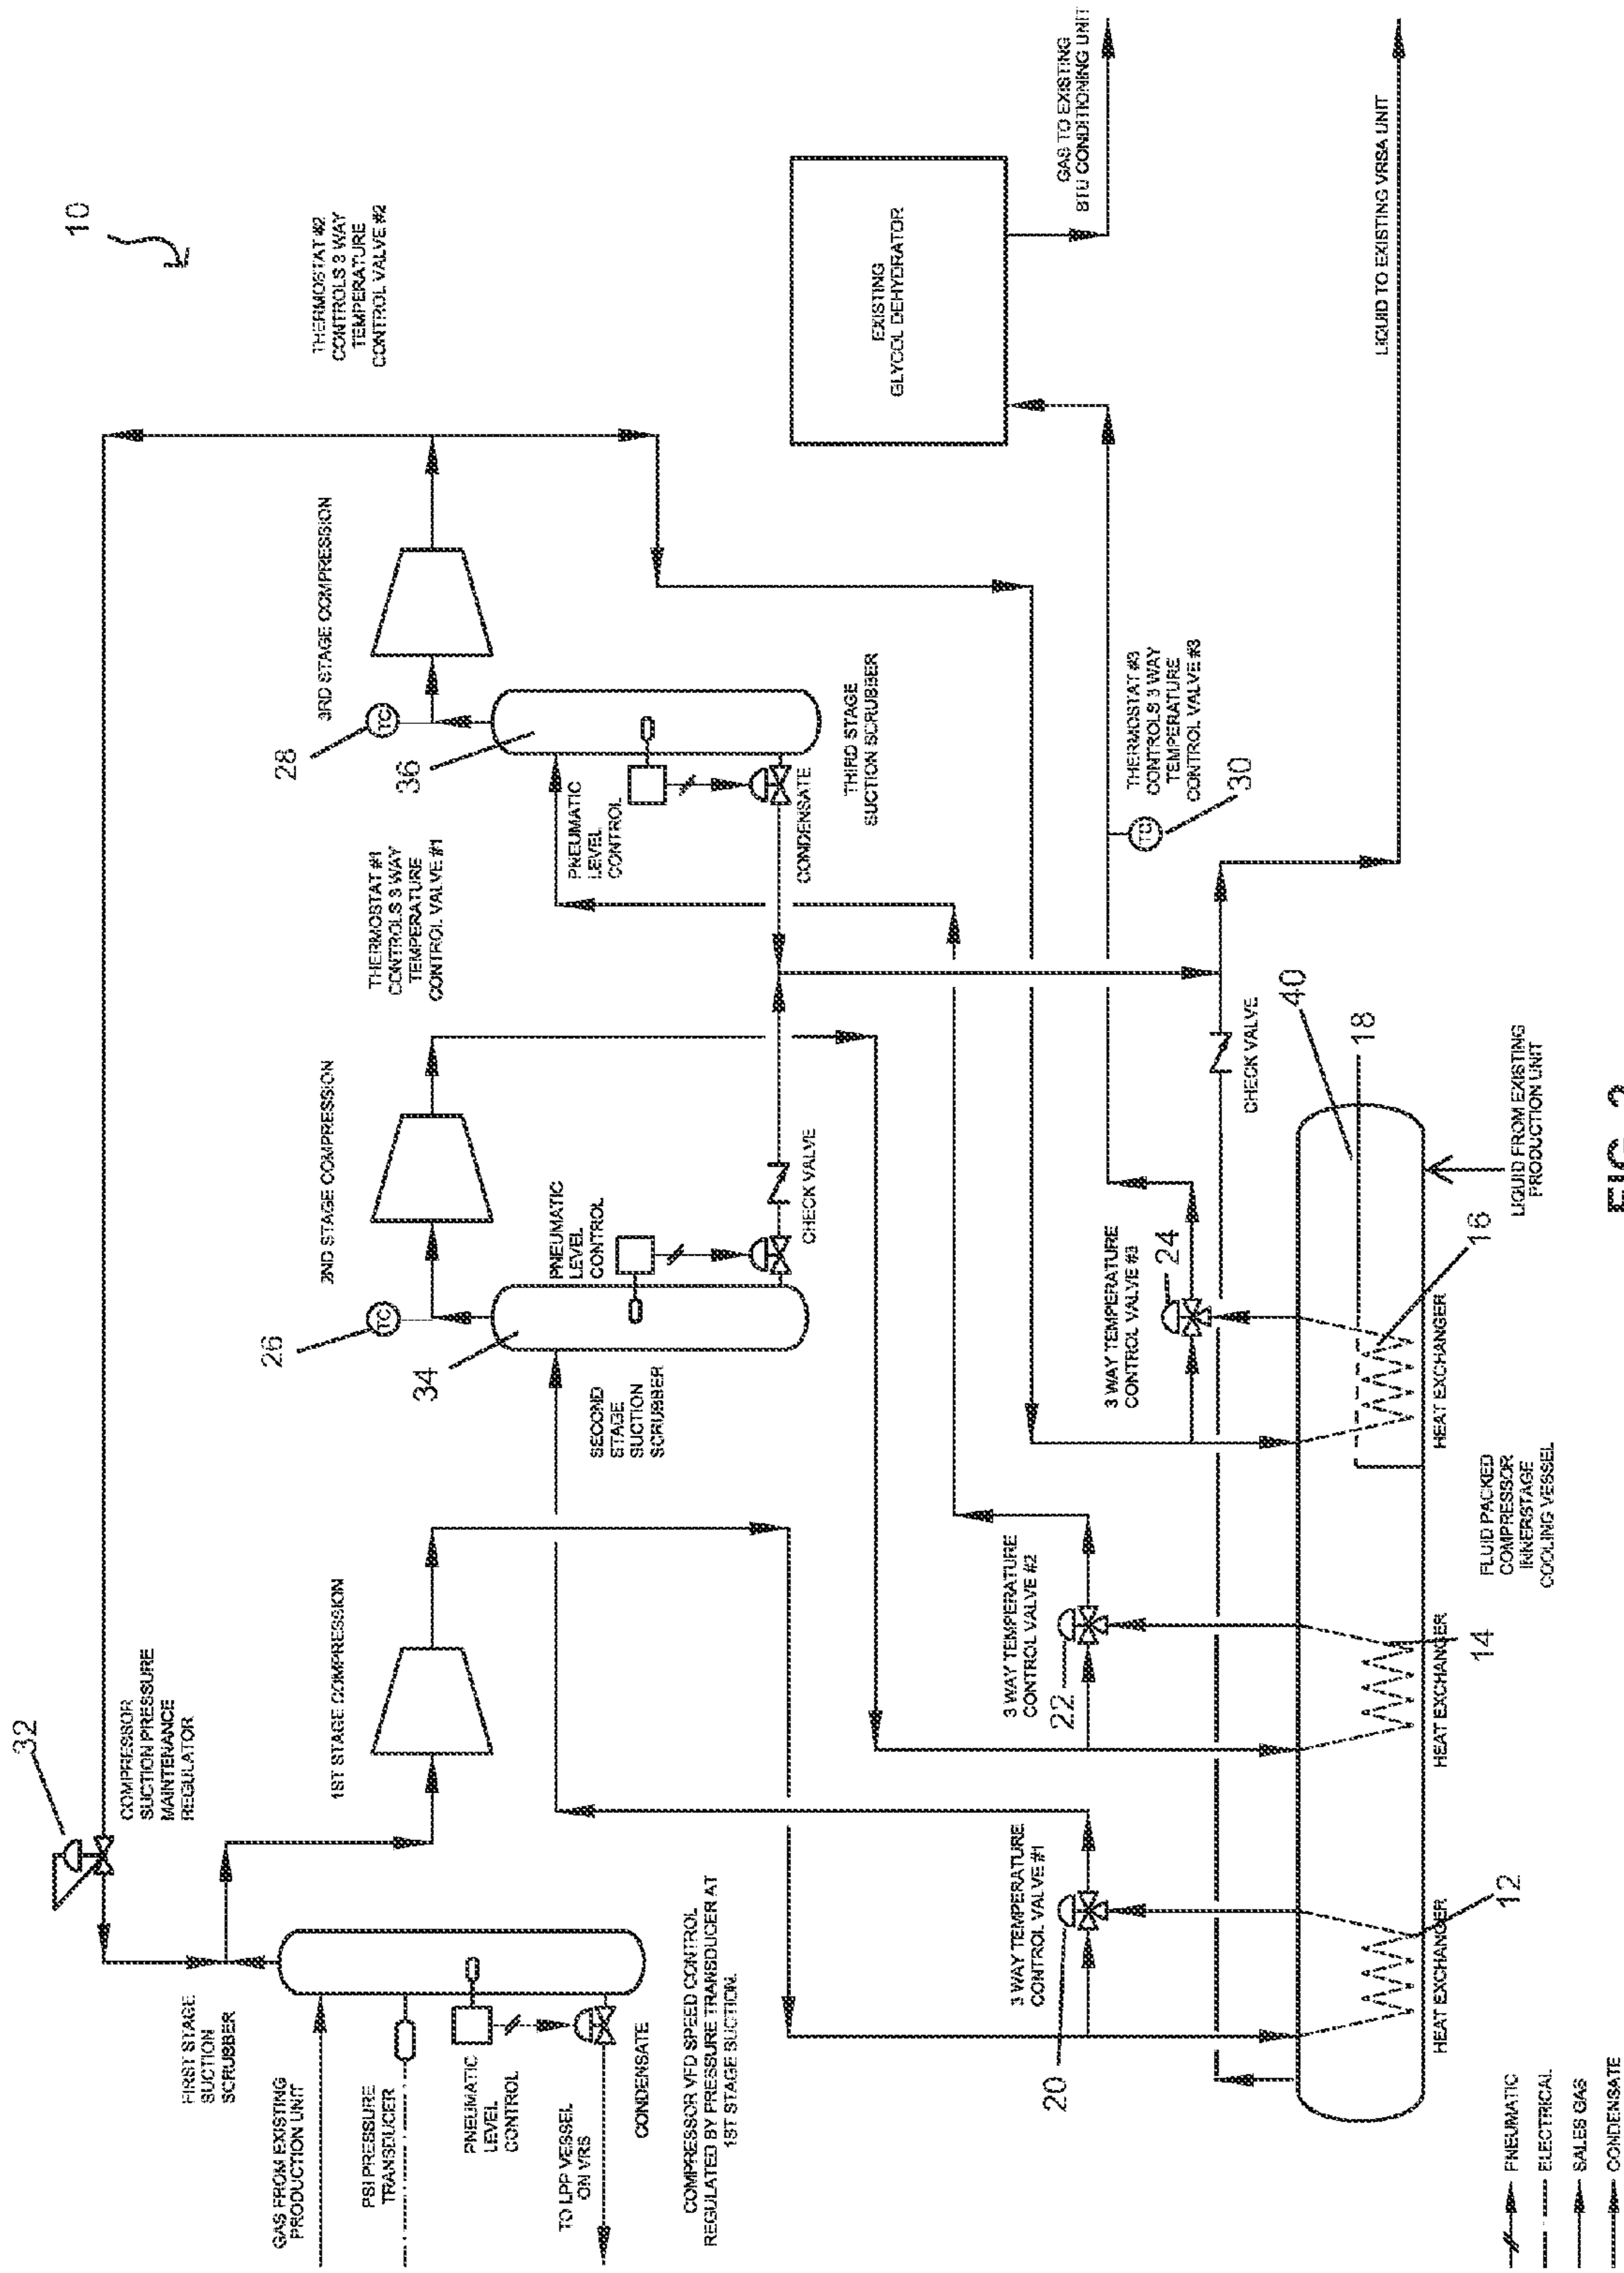 10
32
COMPRESSOR
SUCTION PRESSURE
MAINTENANCE
REGULATOR
FIRST STAGE
SUCTION
SCRUBBER
GAS FROM EXISTING
PRODUCTION UNIT
PSI PRESSURE
TRANSDUCER
PNEUMATIC
LEVEL
CONTROL
TO LPP VESSEL
ON VRS
CONDENSATE
COMPRESSOR VFD SPEED CONTROL
REGULATED BY PRESSURE TRANSDUCER AT
1ST STAGE SUCTION.
1ST STAGE COMPRESSION
26
TC
34
SECOND
STAGE
SUCTION
SCRUBBER
PNEUMATIC
LEVEL
CONTROL
CHECK VALVE
2ND STAGE COMPRESSION
THERMOSTAT #1
CONTROLS 3 WAY
TEMPERATURE
CONTROL VALVE #1
28
TC
36
PNEUMATIC
LEVEL
CONTROL
CONDENSATE
THIRD STAGE
SUCTION SCRUBBER
3RD STAGE COMPRESSION
THERMOSTAT #2
CONTROLS 3 WAY
TEMPERATURE
CONTROL VALVE #2
EXISTING
GLYCOL DEHYDRATOR
GAS TO EXISTING
BTU CONDITIONING UNIT
LIQUID TO EXISTING VRSA UNIT
THERMOSTAT #3
CONTROLS 3 WAY
TEMPERATURE
CONTROL VALVE #3
TC
30
3 WAY TEMPERATURE
CONTROL VALVE #1
20
3 WAY TEMPERATURE
CONTROL VALVE #2
22
3 WAY TEMPERATURE
CONTROL VALVE #3
24
CHECK VALVE
40
18
HEAT EXCHANGER
12
HEAT EXCHANGER
14
HEAT EXCHANGER
16
FLUID PACKED
COMPRESSOR
INNERSTAGE
COOLING VESSEL
LIQUID FROM EXISTING
PRODUCTION UNIT
PNEUMATIC
ELECTRICAL
SALES GAS
CONDENSATE
FIG. 2